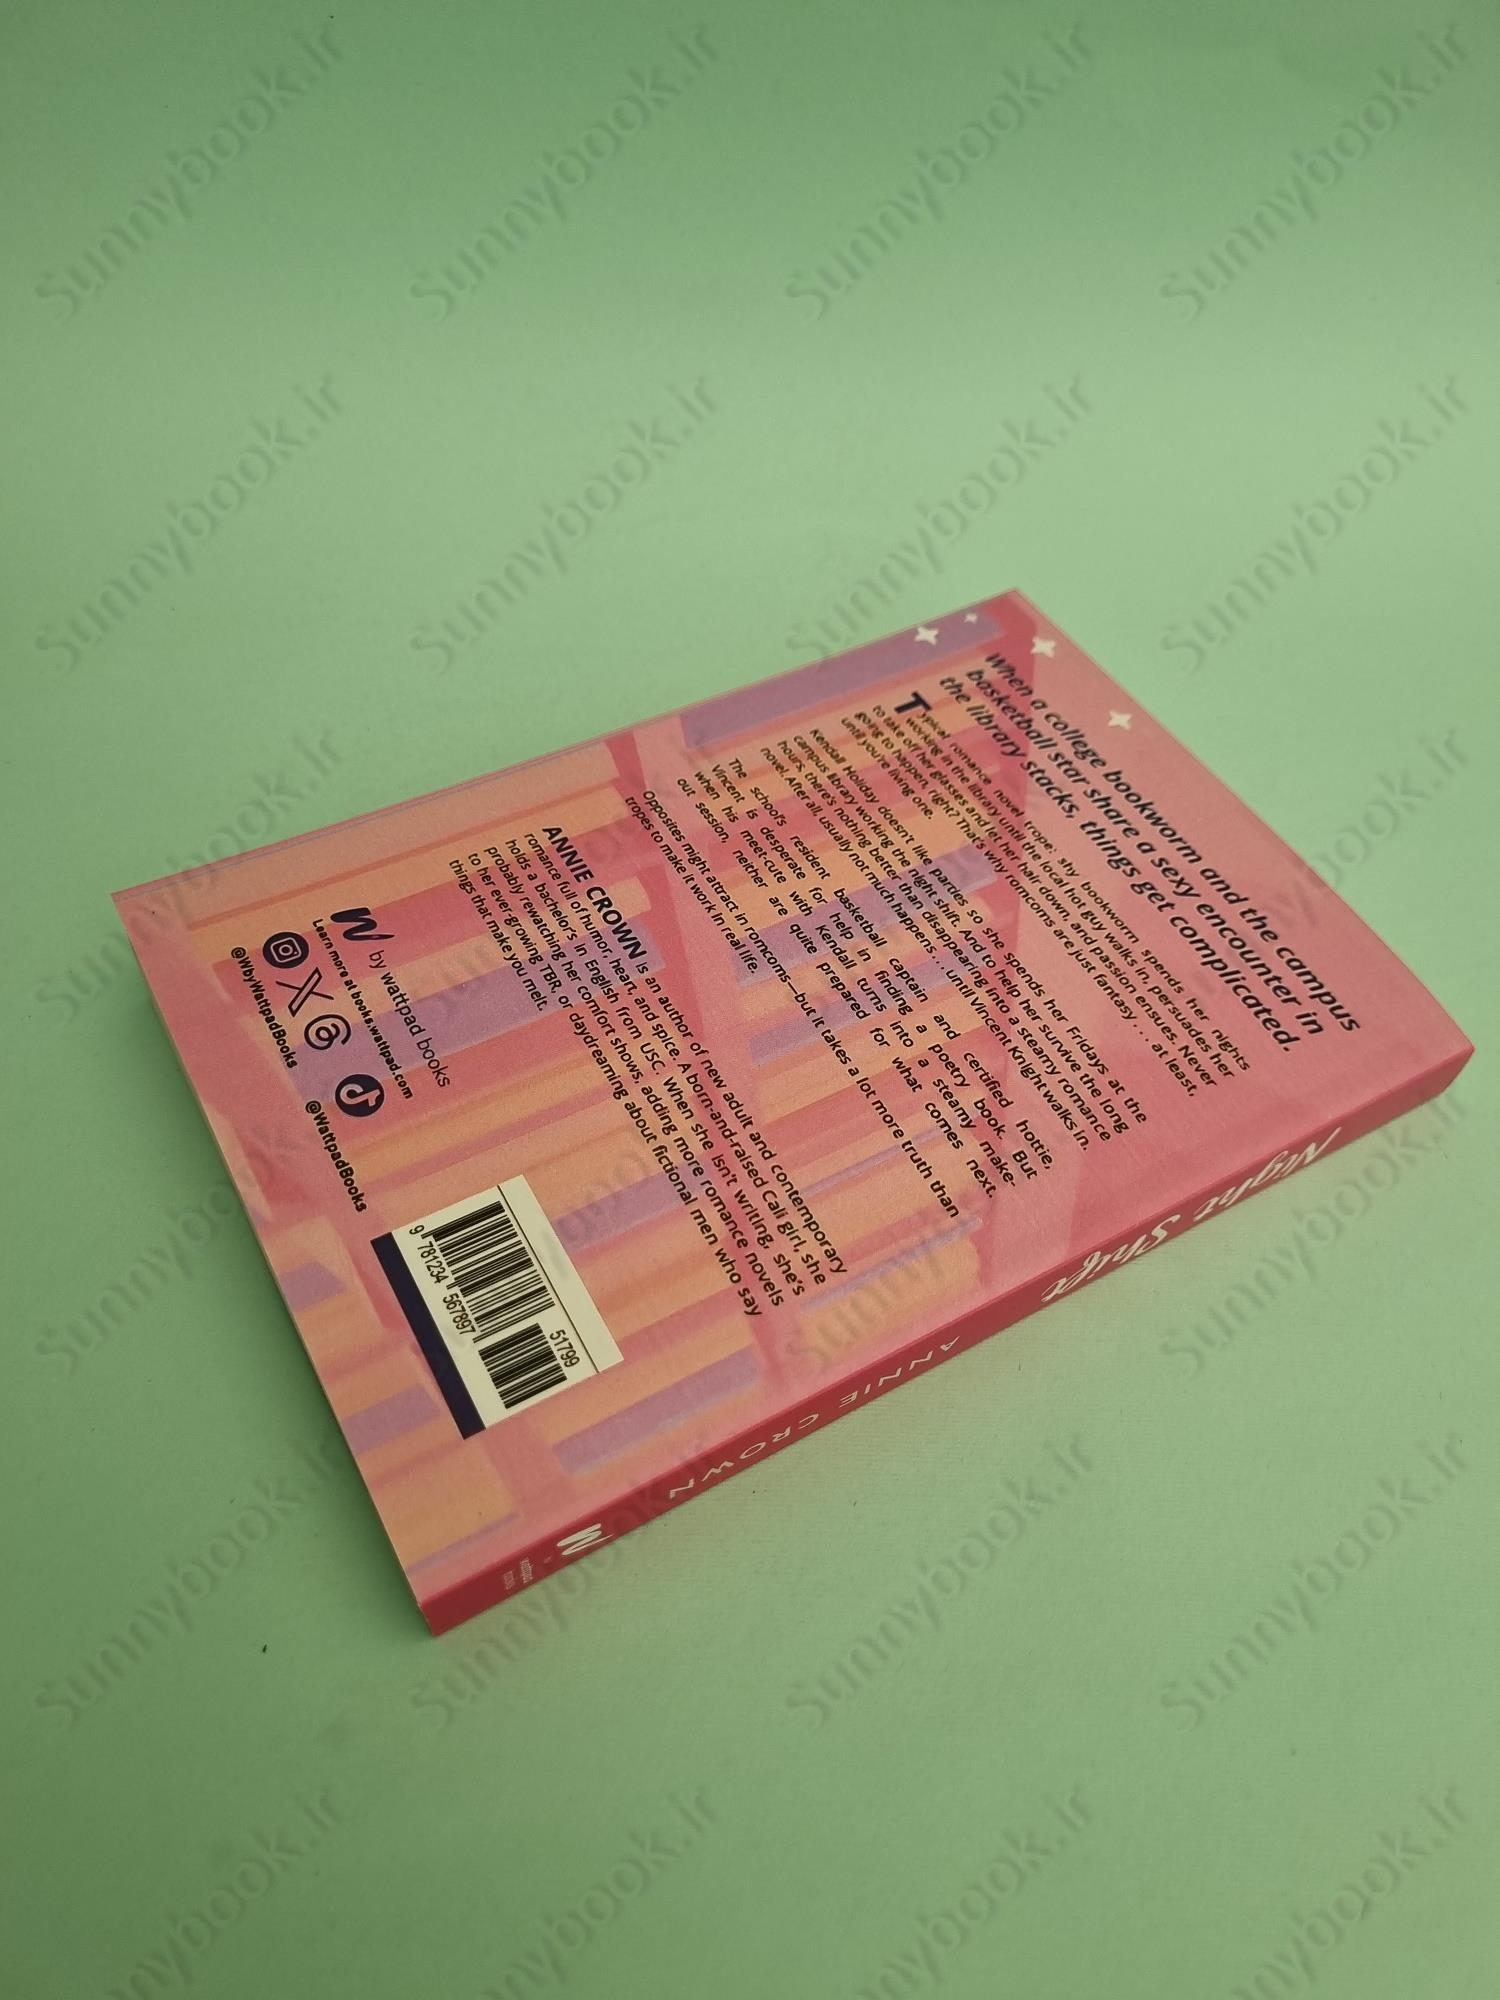 When a college bookworm and the campus
basketball star share a sexy encounter in
the library stacks, things get complicated.
Typical romance novel trope: shy bookworm spends her nights
working in the library until the local hot guy walks in, persuades her
to take off her glasses and let her hair down, and passion ensues. Never
going to happen, right? That's why romcoms are just fantasy . . . at least,
until you're living one.
Kendall Holiday doesn't like parties so she spends her Fridays at the
campus library working the night shift. And to help her survive the long
hours, there's nothing better than disappearing into a steamy romance
novel. After all, usually not much happens . . . until Vincent Knight walks in.
The school's resident basketball captain and certified hottie,
Vincent is desperate for help in finding a poetry book. But
when his meet-cute with Kendall turns into a steamy make-
out session, neither are quite prepared for what comes next.
Opposites might attract in romcoms—but it takes a lot more truth than
tropes to make it work in real life.
ANNIE CROWN is an author of new adult and contemporary
romance full of humor, heart, and spice. A born-and-raised Cali girl, she
holds a bachelor's in English from USC. When she isn't writing, she's
probably rewatching her comfort shows, adding more romance novels
to her ever-growing TBR, or daydreaming about fictional men who say
things that make you melt.
W by wattpad books
Learn more at books.wattpad.com
@WbyWattpadBooks
@WattpadBooks
51799
9 781234 567897
Night Shift
ANNIE CROWN
W
wattpad
books
Sunnybook.ir